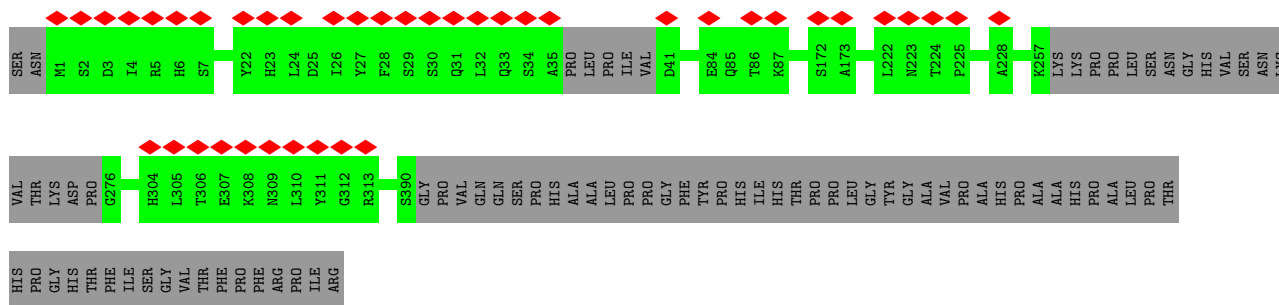 SER ASN M1 S2 D3 I4 R5 H6 S7 Y22 H23 L24 D25 I26 Y27 F28 S29 S30 Q31 L32 Q33 S34 A35 PRO LEU PRO ILE VAL D41 E84 Q85 T86 K87 S172 A173 L222 N223 T224 P225 A228 K257 LYS LYS PRO PRO LEU SER ASN GLY HIS VAL SER ASN
VAL THR LYS ASP PRO G276 H304 L305 T306 E307 K308 N309 L310 Y311 G312 R313 S390 GLY PRO VAL GLN GLN SER PRO HIS ALA ALA LEU PRO PRO GLY PHE TYR PRO HIS ILE HIS THR PRO PRO LEU GLY TYR GLY ALA VAL PRO ALA HIS PRO ALA ALA HIS PRO ALA LEU PRO THR
HIS PRO GLY HIS THR PHE ILE SER GLY VAL THR PHE PRO PHE ARG PRO ILE ARG